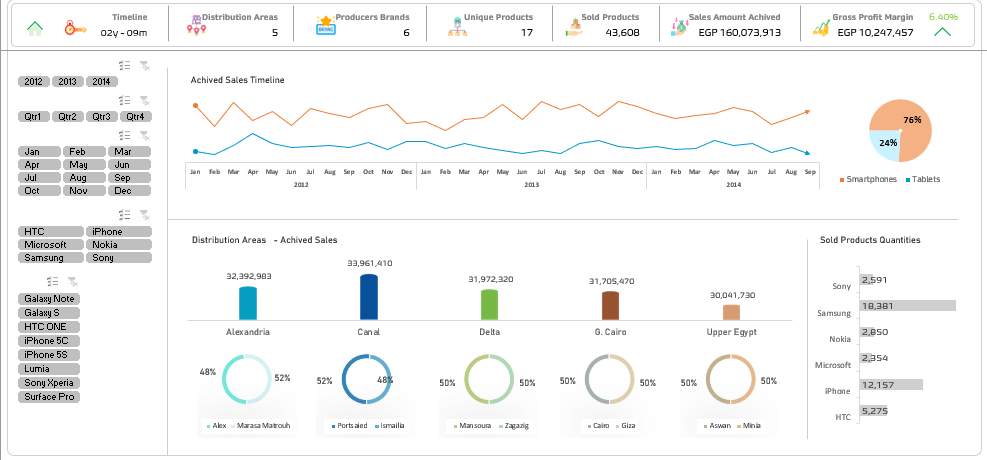 Timeline
02y - 09m
Distribution Areas
5
Producers Brands
6
Unique Products
17
Sold Products
43,608
Sales Amount Achived
EGP 160,073,913
Gross Profit Margin
EGP 10,247,457
6.40%
2012 2013 2014
Qtr1 Qtr2 Qtr3 Qtr4
Jan Feb Mar
Apr May Jun
Jul Aug Sep
Oct Nov Dec
HTC iPhone
Microsoft Nokia
Samsung Sony
Galaxy Note
Galaxy S
HTC ONE
iPhone 5C
iPhone 5S
Lumia
Sony Xperia
Surface Pro
Achived Sales Timeline
Jan Feb Mar Apr May Jun Jul Aug Sep Oct Nov Dec Jan Feb Mar Apr May Jun Jul Aug Sep Oct Nov Dec Jan Feb Mar Apr May Jun Jul Aug Sep
2012 2013 2014
76%
24%
Smartphones Tablets
Distribution Areas - Achived Sales
32,392,983 33,961,410 31,972,320 31,705,470 30,041,730
Alexandria Canal Delta G. Cairo Upper Egypt
48% 52% 52% 48% 50% 50% 50% 50% 50% 50%
Alex Marasa Matrouh Portsaied Ismailia Mansoura Zagazig Cairo Giza Aswan Minia
Sold Products Quantities
Sony 2,591
Samsung 18,381
Nokia 2,850
Microsoft 2,354
iPhone 12,157
HTC 5,275